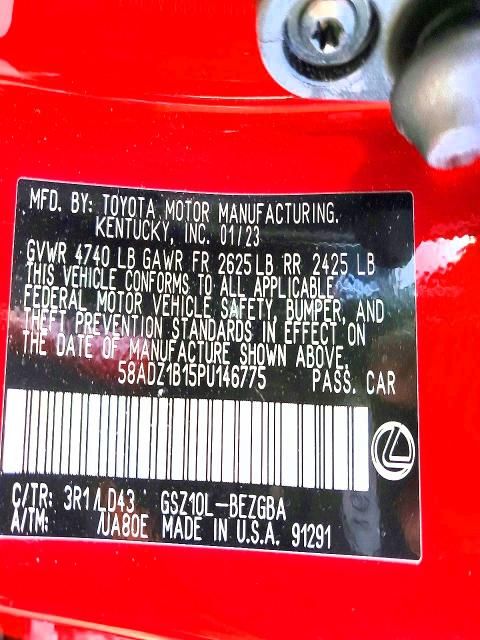 MFD. BY: TOYOTA MOTOR MANUFACTURING,
KENTUCKY, INC. 01/23
GVWR 4740 LB GAWR FR 2625 LB RR 2425 LB
THIS VEHICLE CONFORMS TO ALL APPLICABLE
FEDERAL MOTOR VEHICLE SAFETY, BUMPER, AND
THEFT PREVENTION STANDARDS IN EFFECT ON
THE DATE OF MANUFACTURE SHOWN ABOVE.
58ADZ1B15PU146775 PASS. CAR
C/TR: 3R1/LD43 GSZ10L-BEZGBA
A/TM: /UA80E MADE IN U.S.A. 91291